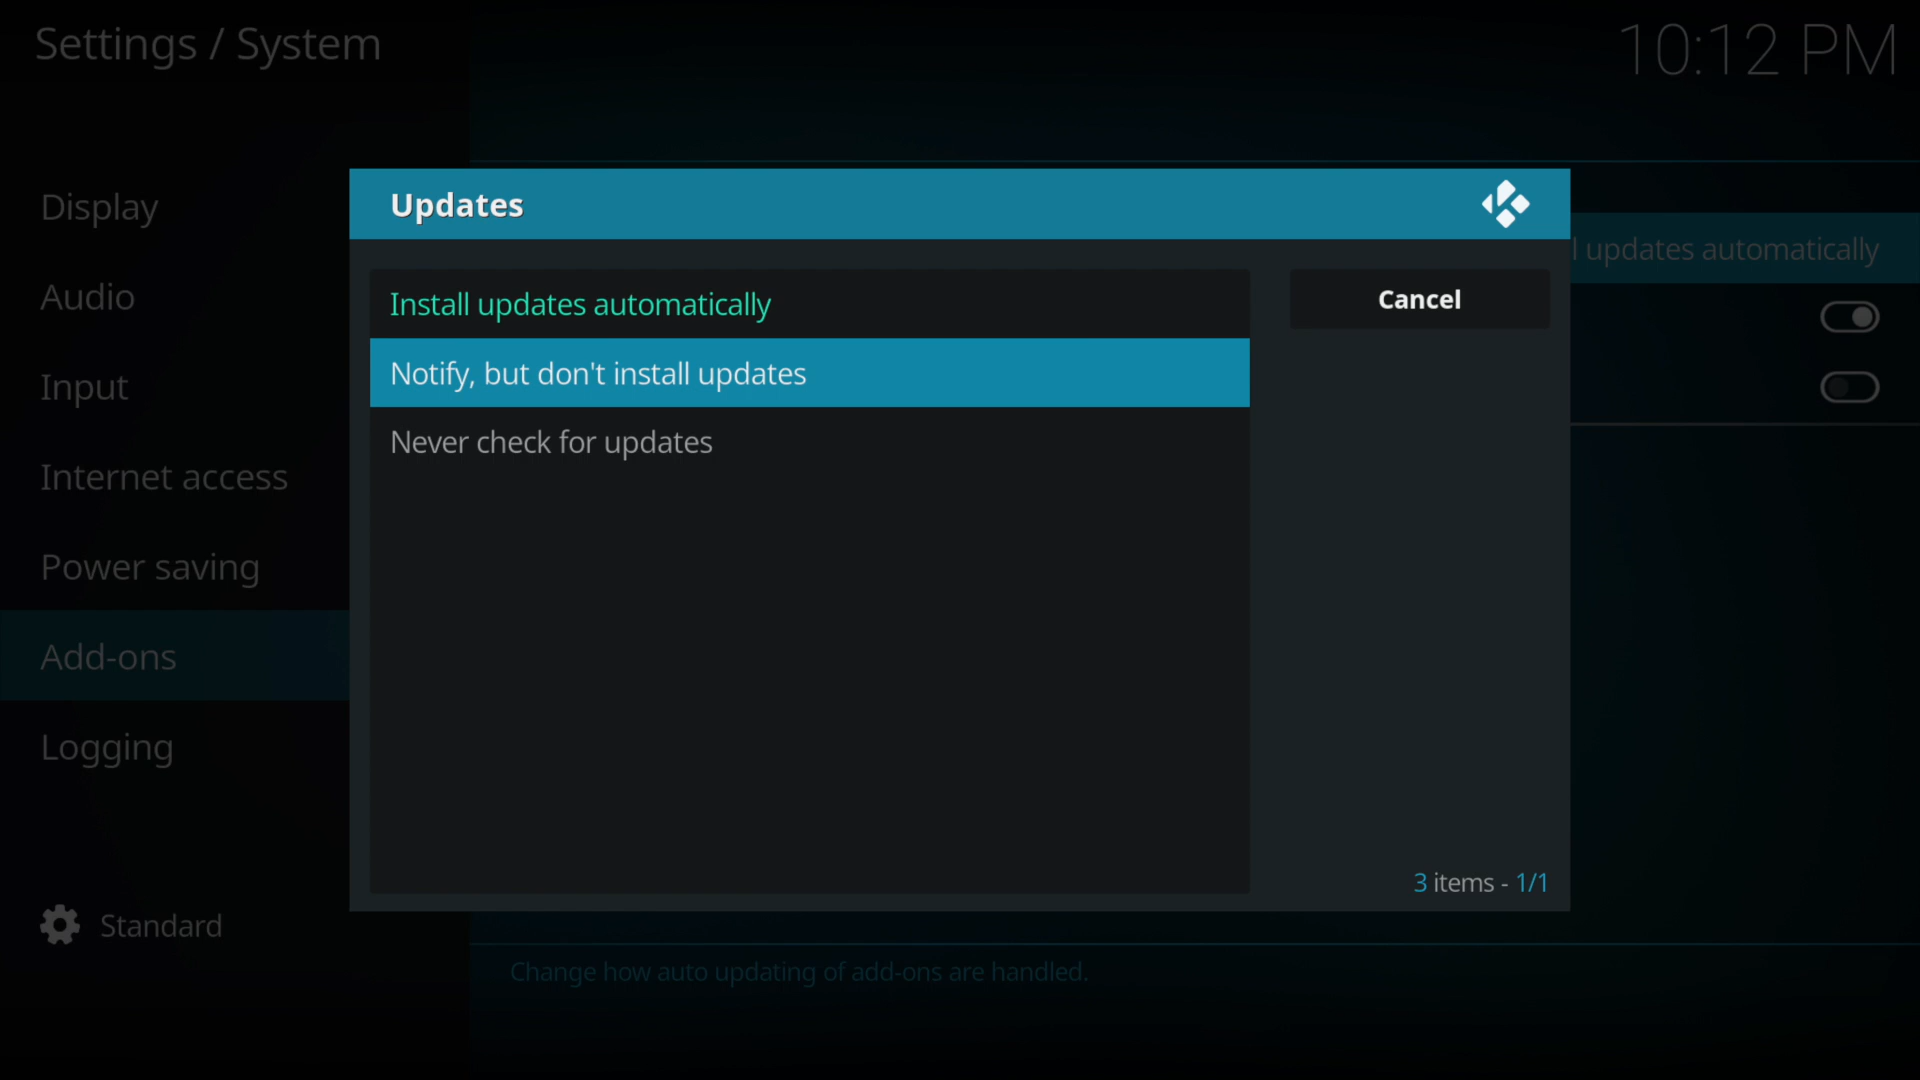 Settings / System
10:12 PM
Display
Audio
Input
Internet access
Power saving
Add-ons
Logging
Standard
Updates
Install updates automatically
Notify, but don't install updates
Never check for updates
Cancel
3 items - 1/1
updates automatically
Change how auto updating of add-ons are handled.